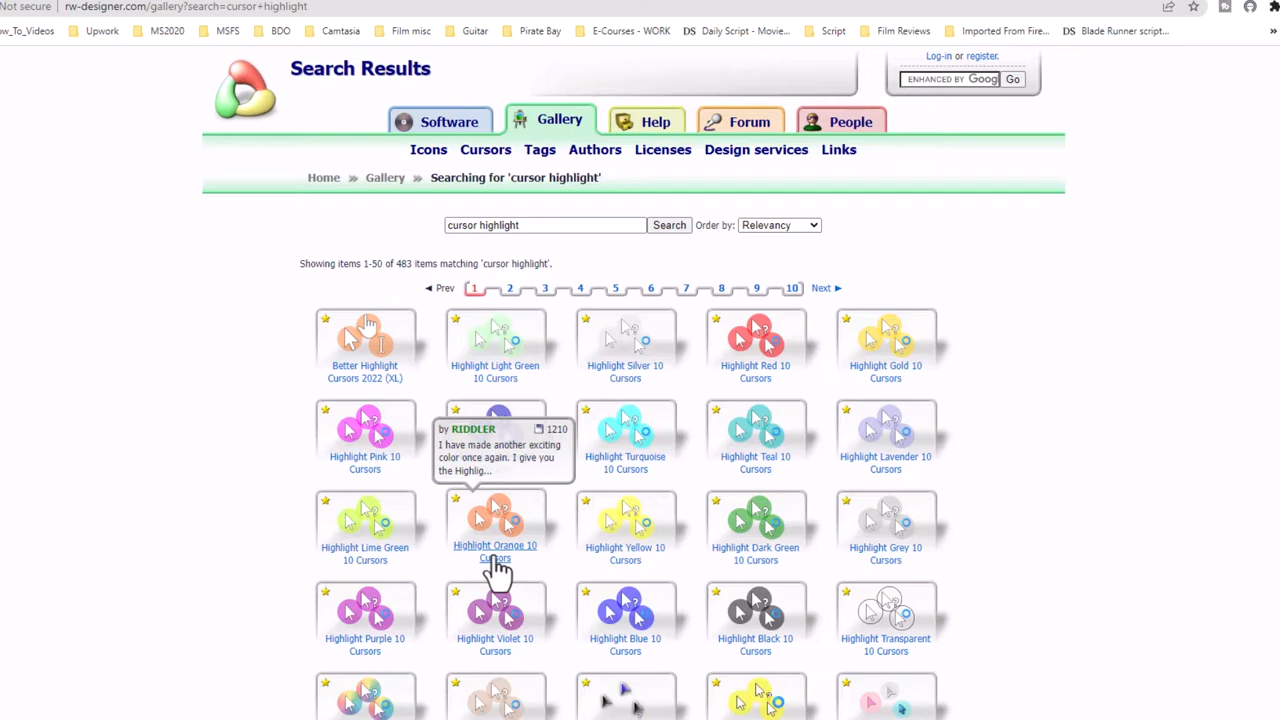 Not secure rw-designer.com/gallery?search=cursor+highlight
ow_To_Videos Upwork MS2020 MSFS BDO Camtasia Film misc Guitar Pirate Bay E-Courses - WORK DS Daily Script - Movie... Script Film Reviews Imported From Fire... DS Blade Runner script... »
Search Results
Log-in or register.
ENHANCED BY Goog Go
Software Gallery Help Forum People
Icons Cursors Tags Authors Licenses Design services Links
Home » Gallery » Searching for 'cursor highlight'
cursor highlight Search Order by: Relevancy
Showing items 1-50 of 483 items matching 'cursor highlight'.
◄ Prev 1 2 3 4 5 6 7 8 9 10 Next ►
Better Highlight Cursors 2022 (XL)
Highlight Light Green 10 Cursors
Highlight Silver 10 Cursors
Highlight Red 10 Cursors
Highlight Gold 10 Cursors
Highlight Pink 10 Cursors
by RIDDLER 1210
I have made another exciting
color once again. I give you
the Highlig...
Highlight Turquoise 10 Cursors
Highlight Teal 10 Cursors
Highlight Lavender 10 Cursors
Highlight Lime Green 10 Cursors
Highlight Orange 10 Cursors
Highlight Yellow 10 Cursors
Highlight Dark Green 10 Cursors
Highlight Grey 10 Cursors
Highlight Purple 10 Cursors
Highlight Violet 10 Cursors
Highlight Blue 10 Cursors
Highlight Black 10 Cursors
Highlight Transparent 10 Cursors